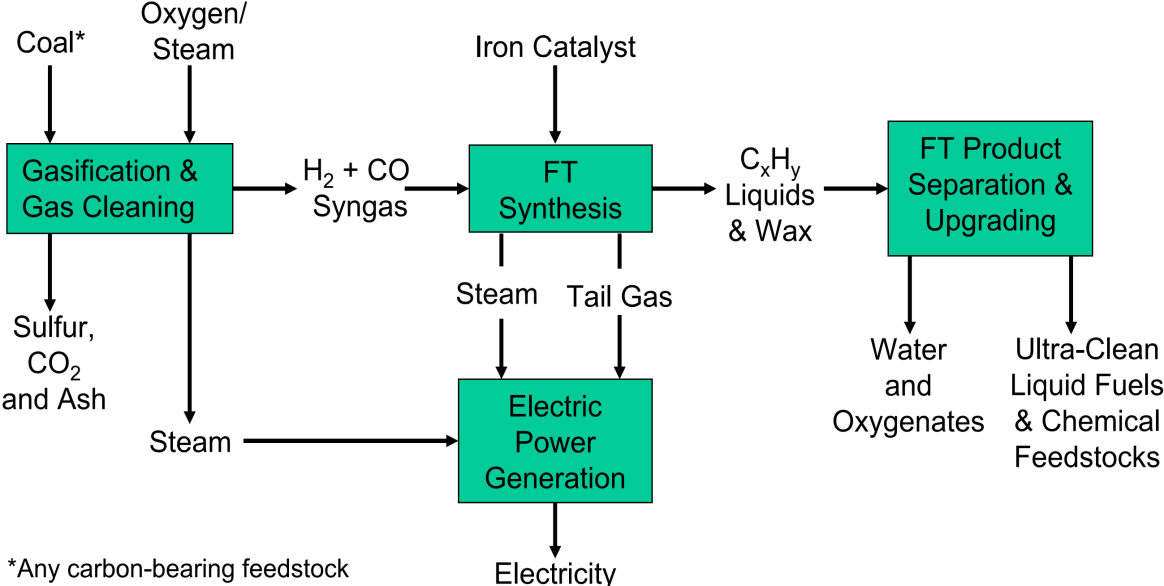 Coal*
Oxygen/
Steam
Iron Catalyst
Gasification &
Gas Cleaning
H₂ + CO
Syngas
FT
Synthesis
CₓHᵧ
Liquids
& Wax
FT Product
Separation &
Upgrading
Steam
Tail Gas
Sulfur,
CO₂
and Ash
Steam
Electric
Power
Generation
Water
and
Oxygenates
Ultra-Clean
Liquid Fuels
& Chemical
Feedstocks
*Any carbon-bearing feedstock
Electricity